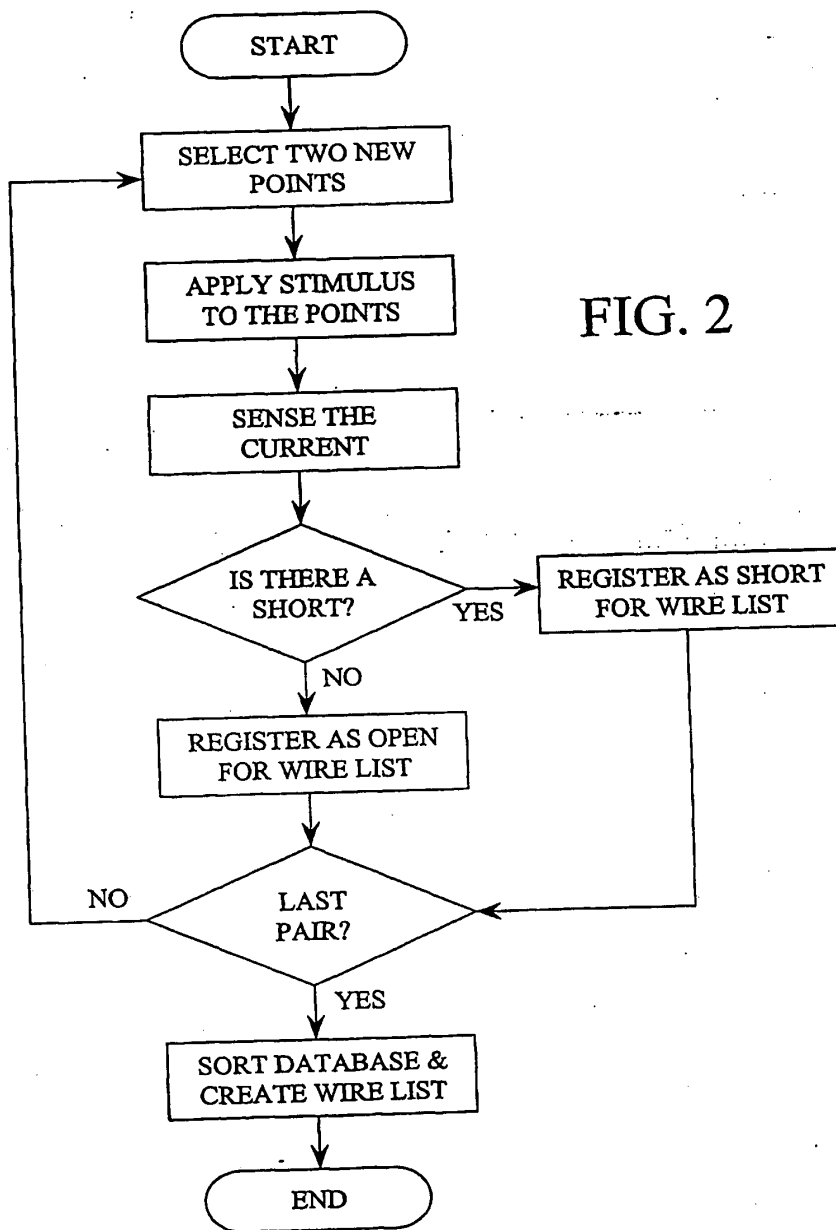 START
SELECT TWO NEW
POINTS
APPLY STIMULUS
TO THE POINTS
FIG. 2
SENSE THE
CURRENT
IS THERE A
SHORT?
YES
REGISTER AS SHORT
FOR WIRE LIST
NO
REGISTER AS OPEN
FOR WIRE LIST
NO
LAST
PAIR?
YES
SORT DATABASE &
CREATE WIRE LIST
END